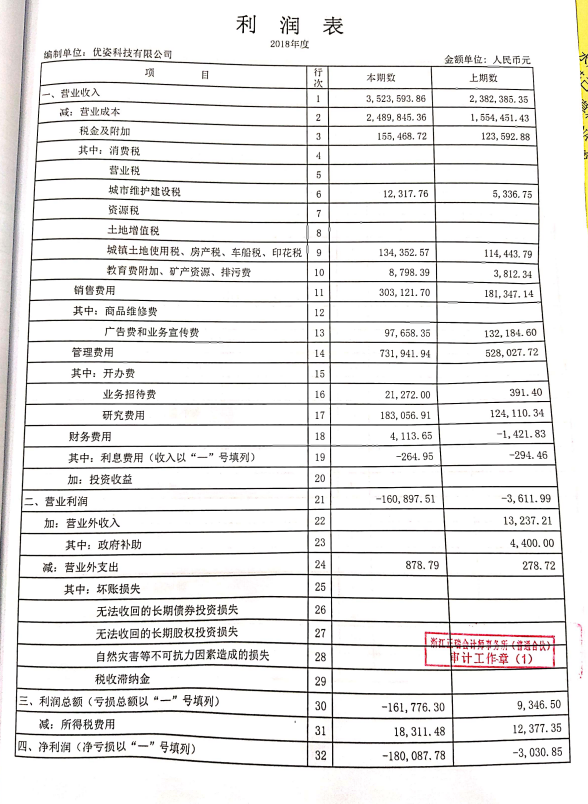 利 润 表
2018年度
编制单位: 优姿科技有限公司 金额单位: 人民币元
项 目 行次 本期数 上期数
一、营业收入 1 3,523,593.86 2,382,385.35
减: 营业成本 2 2,489,845.36 1,554,451.43
税金及附加 3 155,468.72 123,592.88
其中: 消费税 4
营业税 5
城市维护建设税 6 12,317.76 5,336.75
资源税 7
土地增值税 8
城镇土地使用税、房产税、车船税、印花税 9 134,352.57 114,443.79
教育费附加、矿产资源、排污费 10 8,798.39 3,812.34
销售费用 11 303,121.70 181,347.14
其中: 商品维修费 12
广告费和业务宣传费 13 97,658.35 132,184.60
管理费用 14 731,941.94 528,027.72
其中: 开办费 15
业务招待费 16 21,272.00 391.40
研究费用 17 183,056.91 124,110.34
财务费用 18 4,113.65 -1,421.83
其中: 利息费用(收入以“一”号填列) 19 -264.95 -294.46
加: 投资收益 20
二、营业利润 21 -160,897.51 -3,611.99
加: 营业外收入 22 13,237.21
其中: 政府补助 23 4,400.00
减: 营业外支出 24 878.79 278.72
其中: 坏账损失 25
无法收回的长期债券投资损失 26
无法收回的长期股权投资损失 27
自然灾害等不可抗力因素造成的损失 28
税收滞纳金 29
浙江正瑞会计师事务所(普通合伙)
审计工作章(1)
三、利润总额(亏损总额以“一”号填列) 30 -161,776.30 9,346.50
减: 所得税费用 31 18,311.48 12,377.35
四、净利润(净亏损以“一”号填列) 32 -180,087.78 -3,030.85